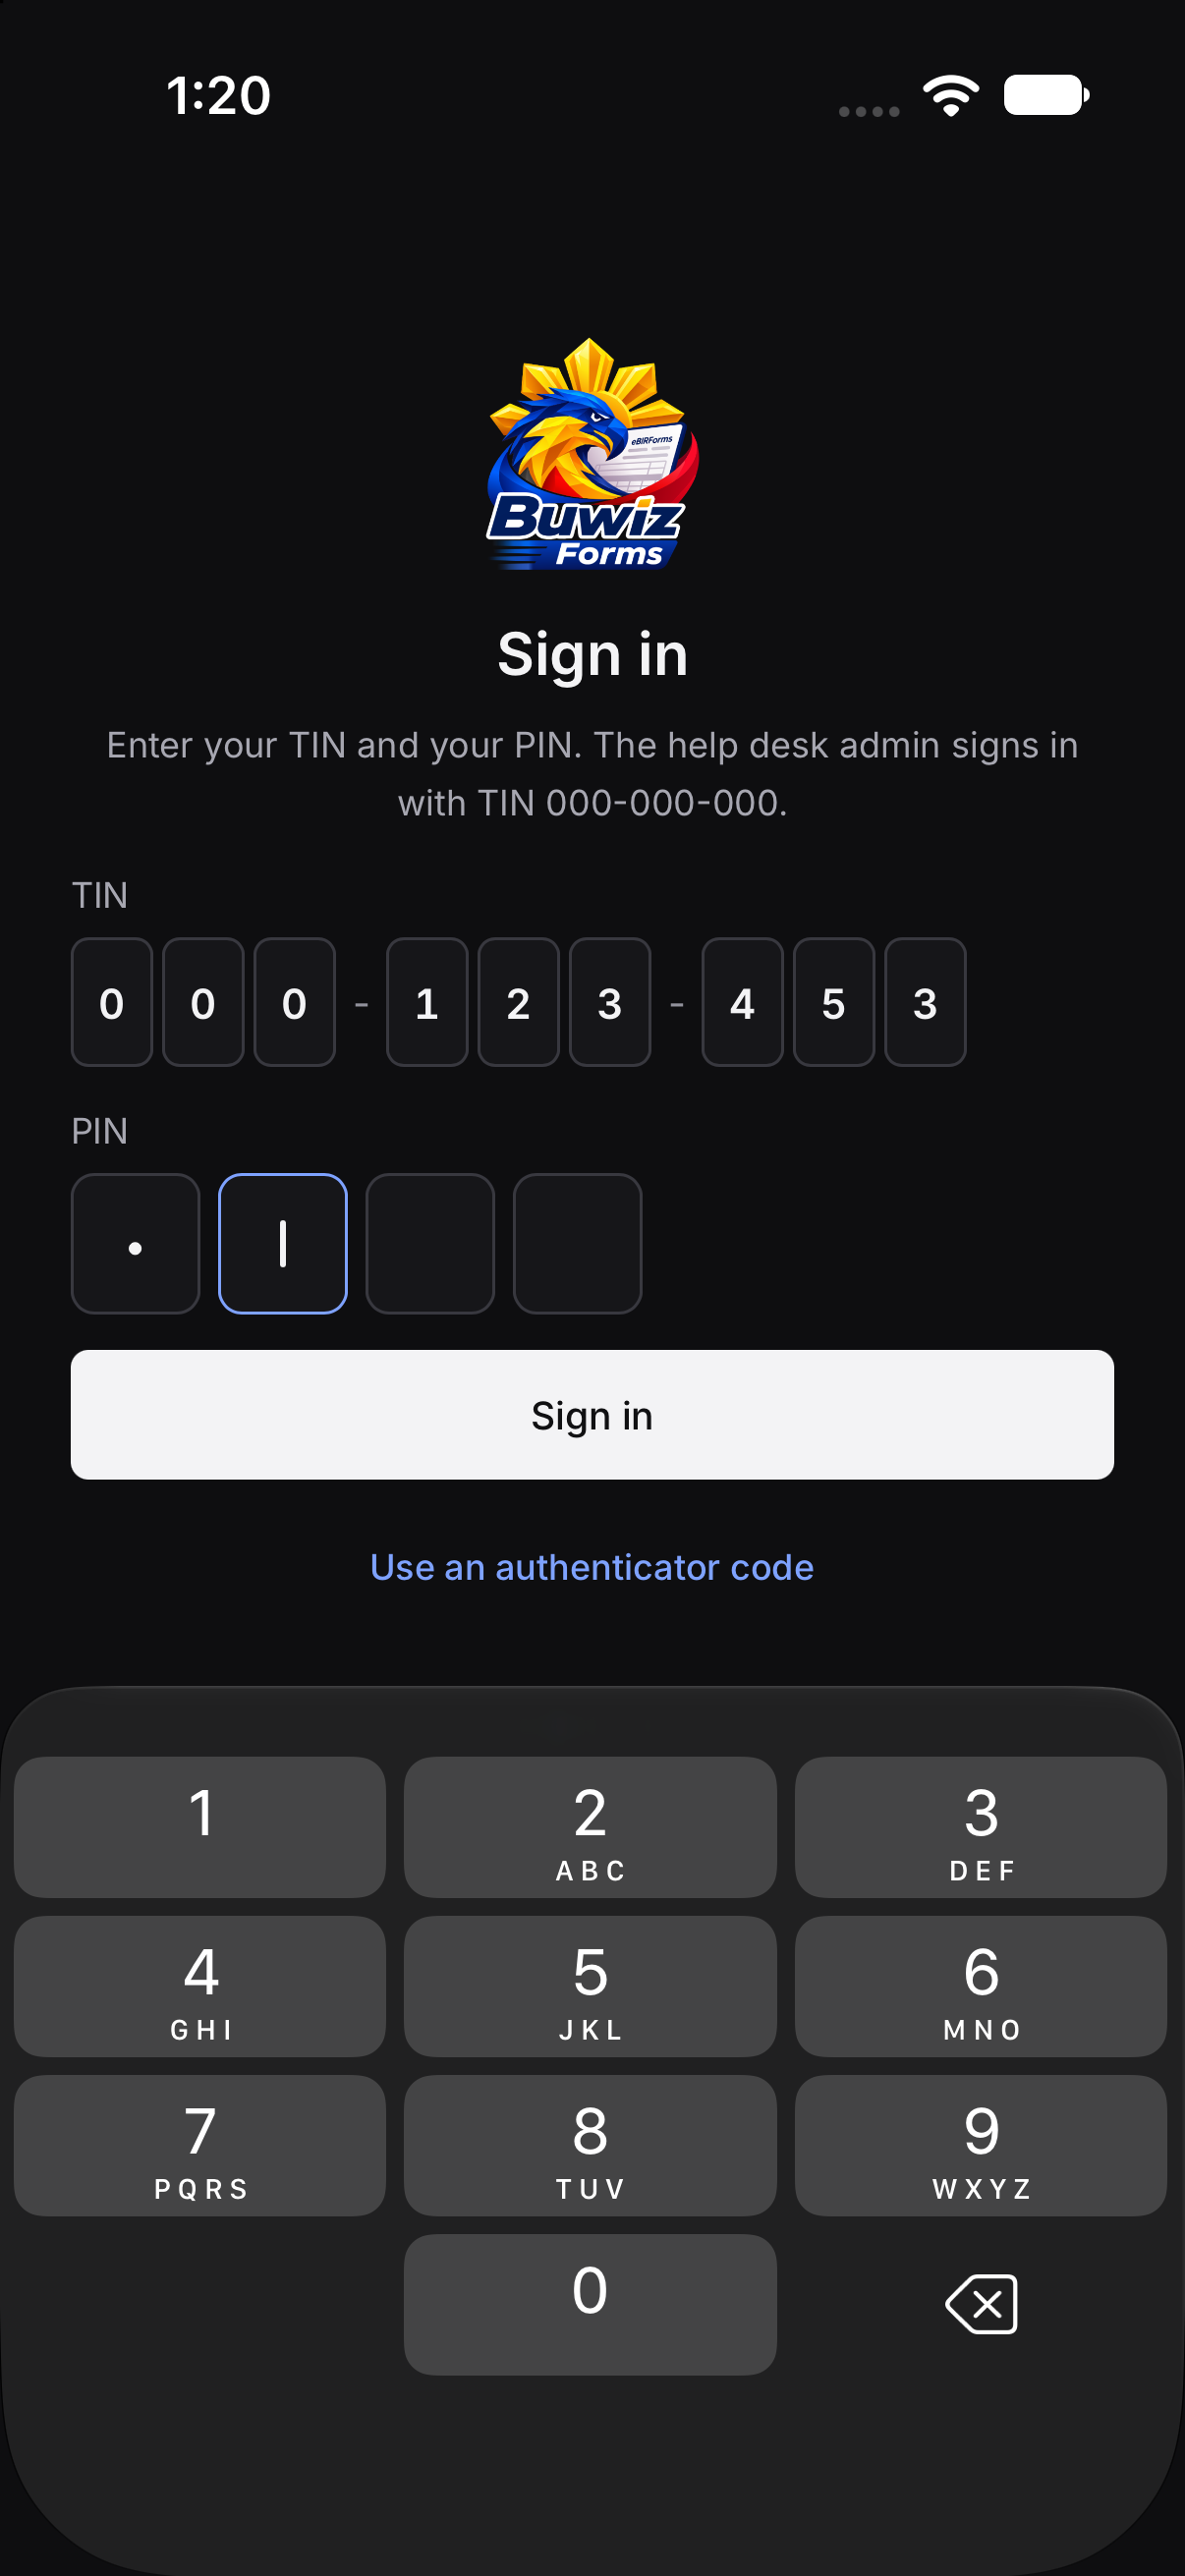 1:20
eBIRForms
Buwiz
Forms
Sign in
Enter your TIN and your PIN. The help desk admin signs in
with TIN 000-000-000.
TIN
0 0 0 - 1 2 3 - 4 5 3
PIN
Sign in
Use an authenticator code
1 2 3
ABC DEF
4 5 6
GHI JKL MNO
7 8 9
PQRS TUV WXYZ
0